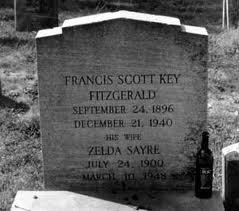 FRANCIS SCOTT KEY
FITZGERALD
SEPTEMBER 24, 1896
DECEMBER 21, 1940
HIS WIFE
ZELDA SAYRE
JULY 24, 1900
MARCH 10, 1948